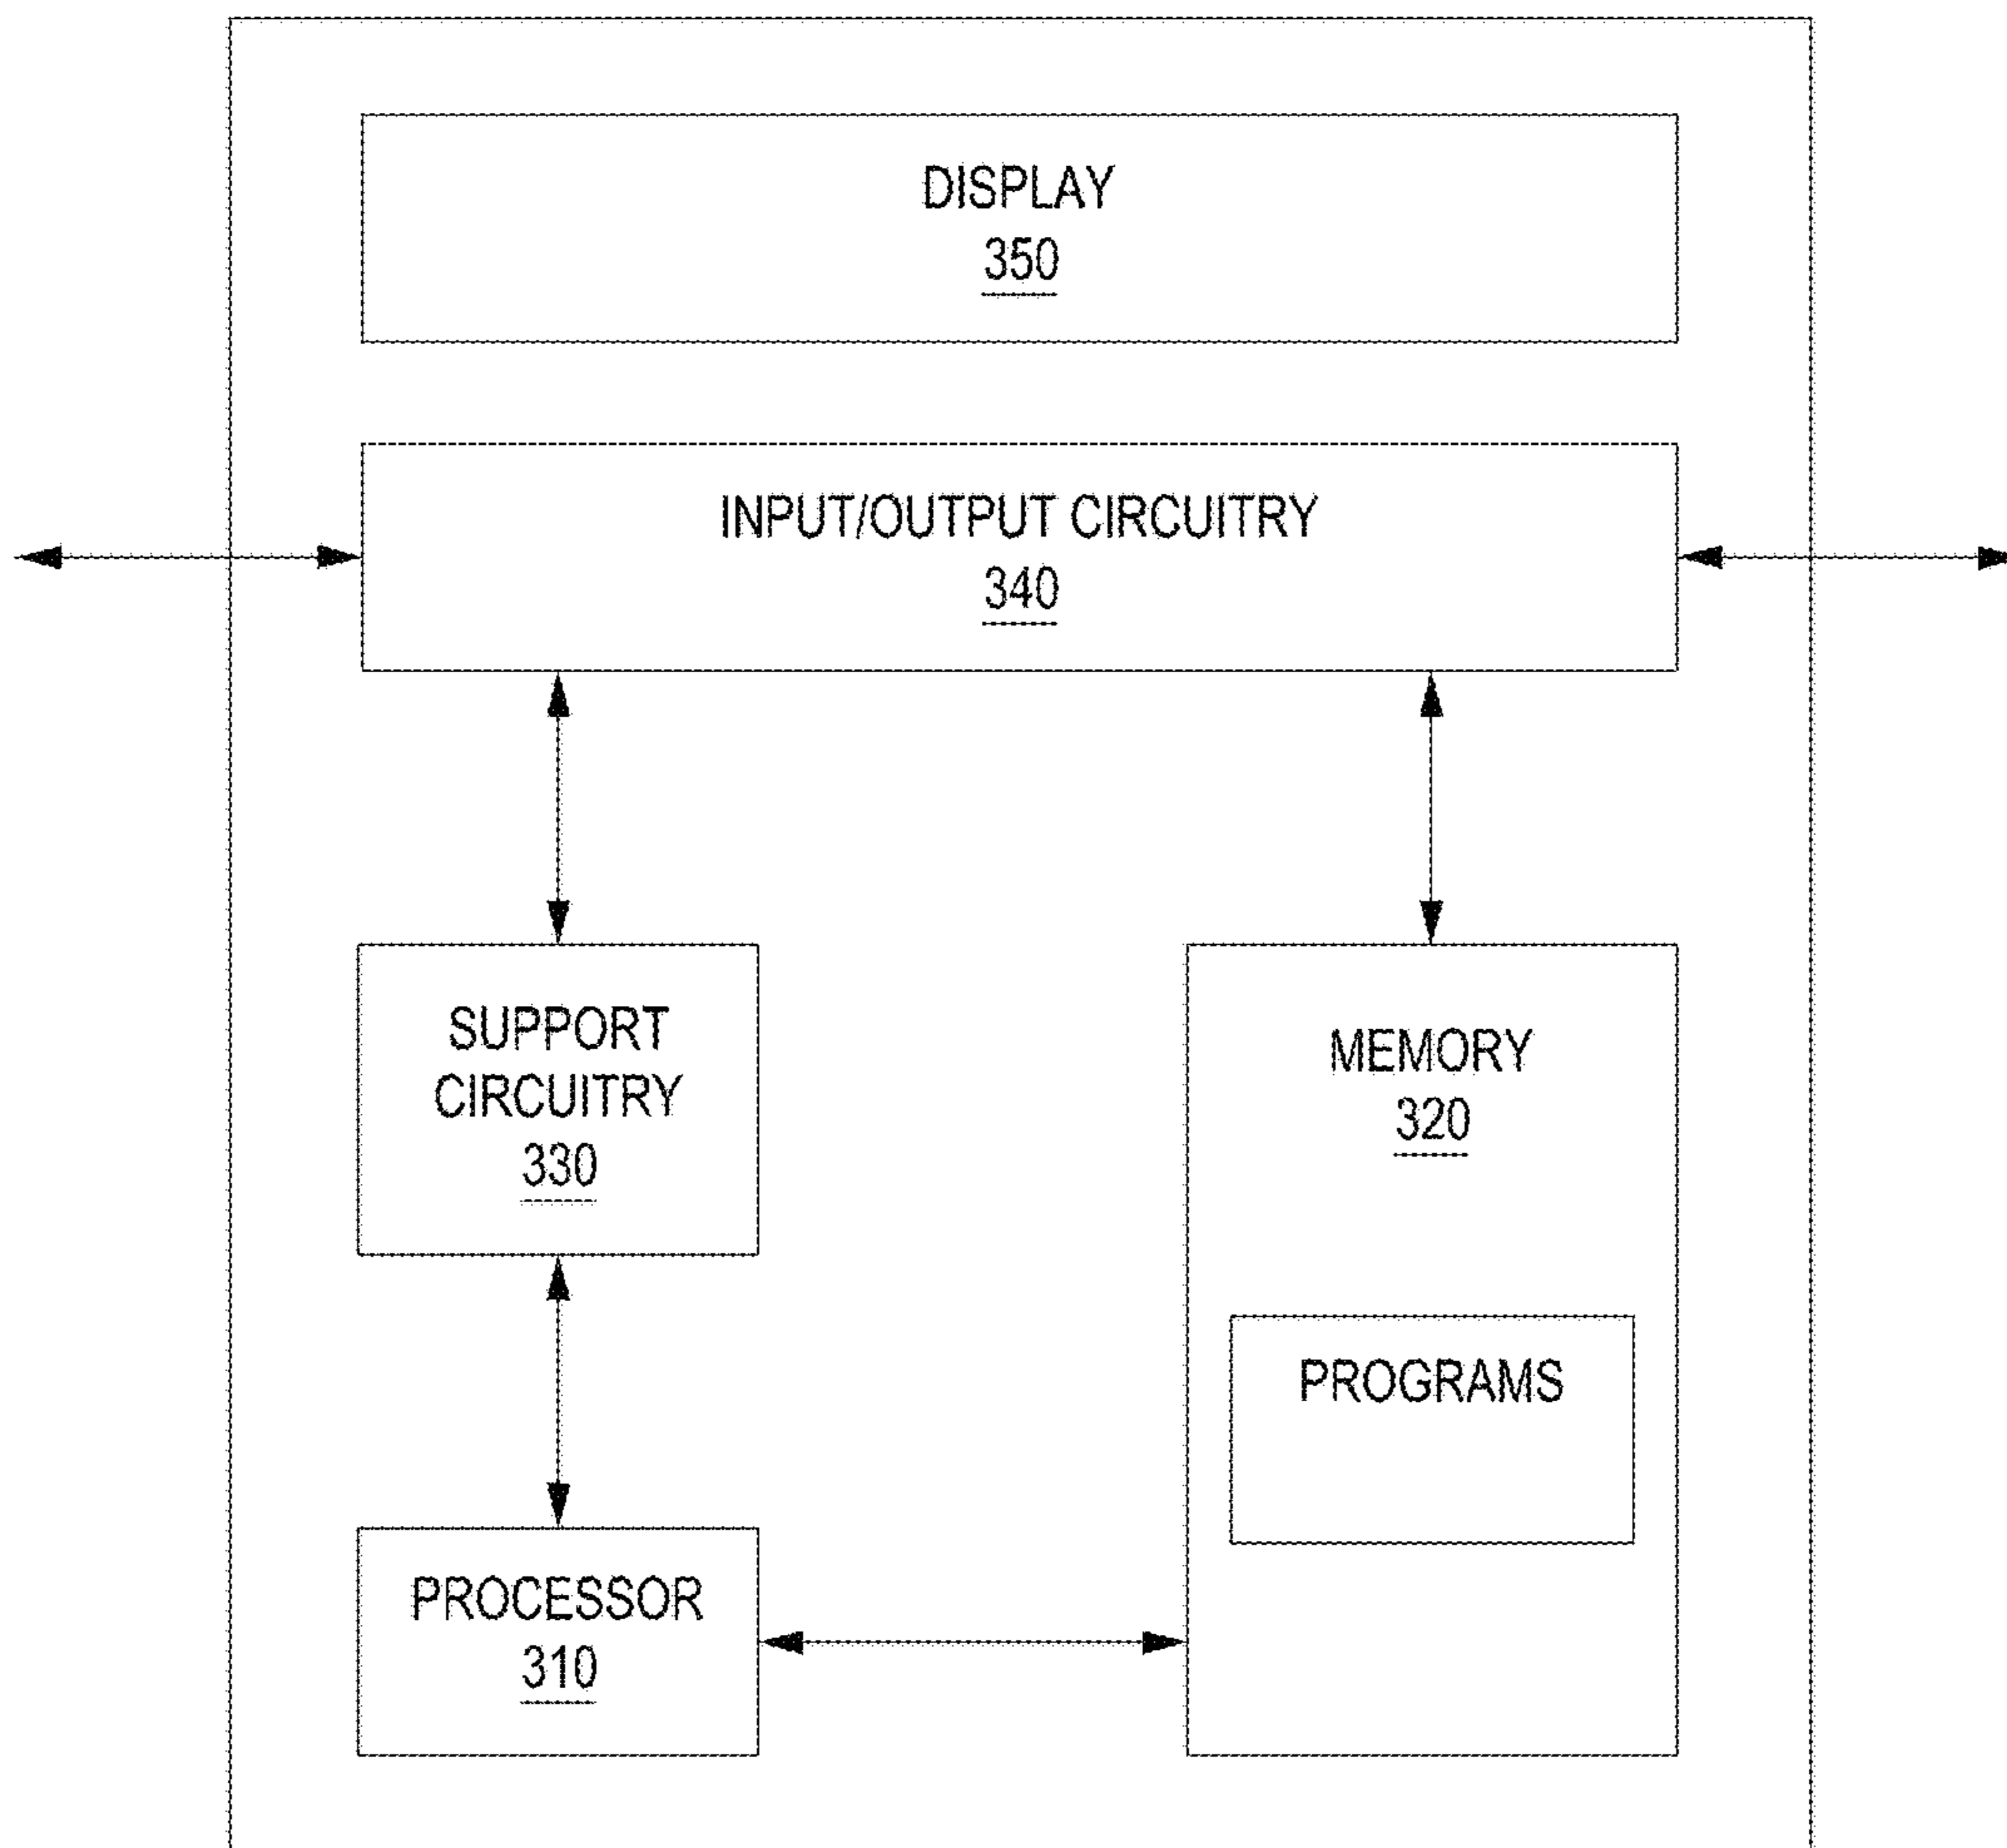 DISPLAY
350
INPUT/OUTPUT CIRCUITRY
340
SUPPORT
CIRCUITRY
330
MEMORY
320
PROGRAMS
PROCESSOR
310